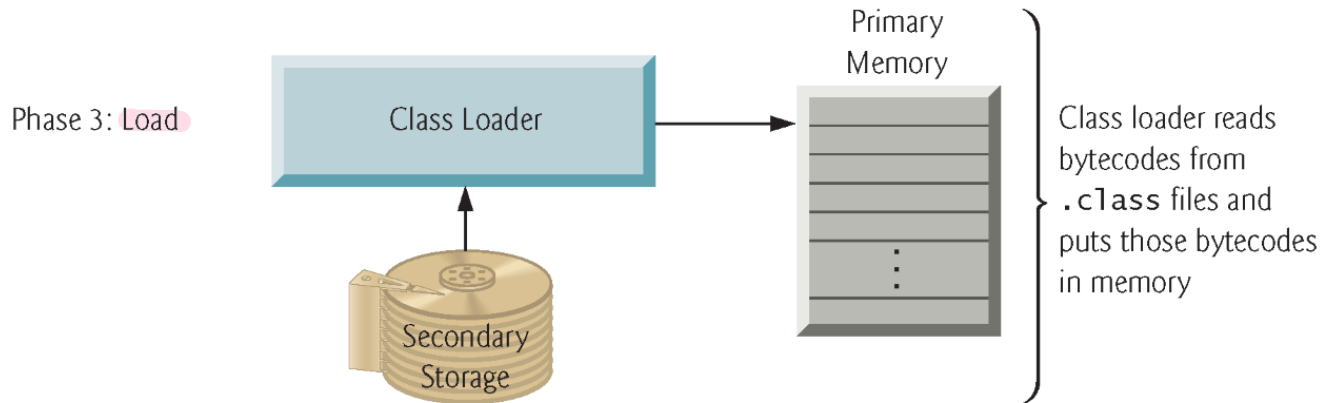 Phase 3: Load
Class Loader
Secondary
Storage
Primary
Memory
Class loader reads
bytecodes from
.class files and
puts those bytecodes
in memory